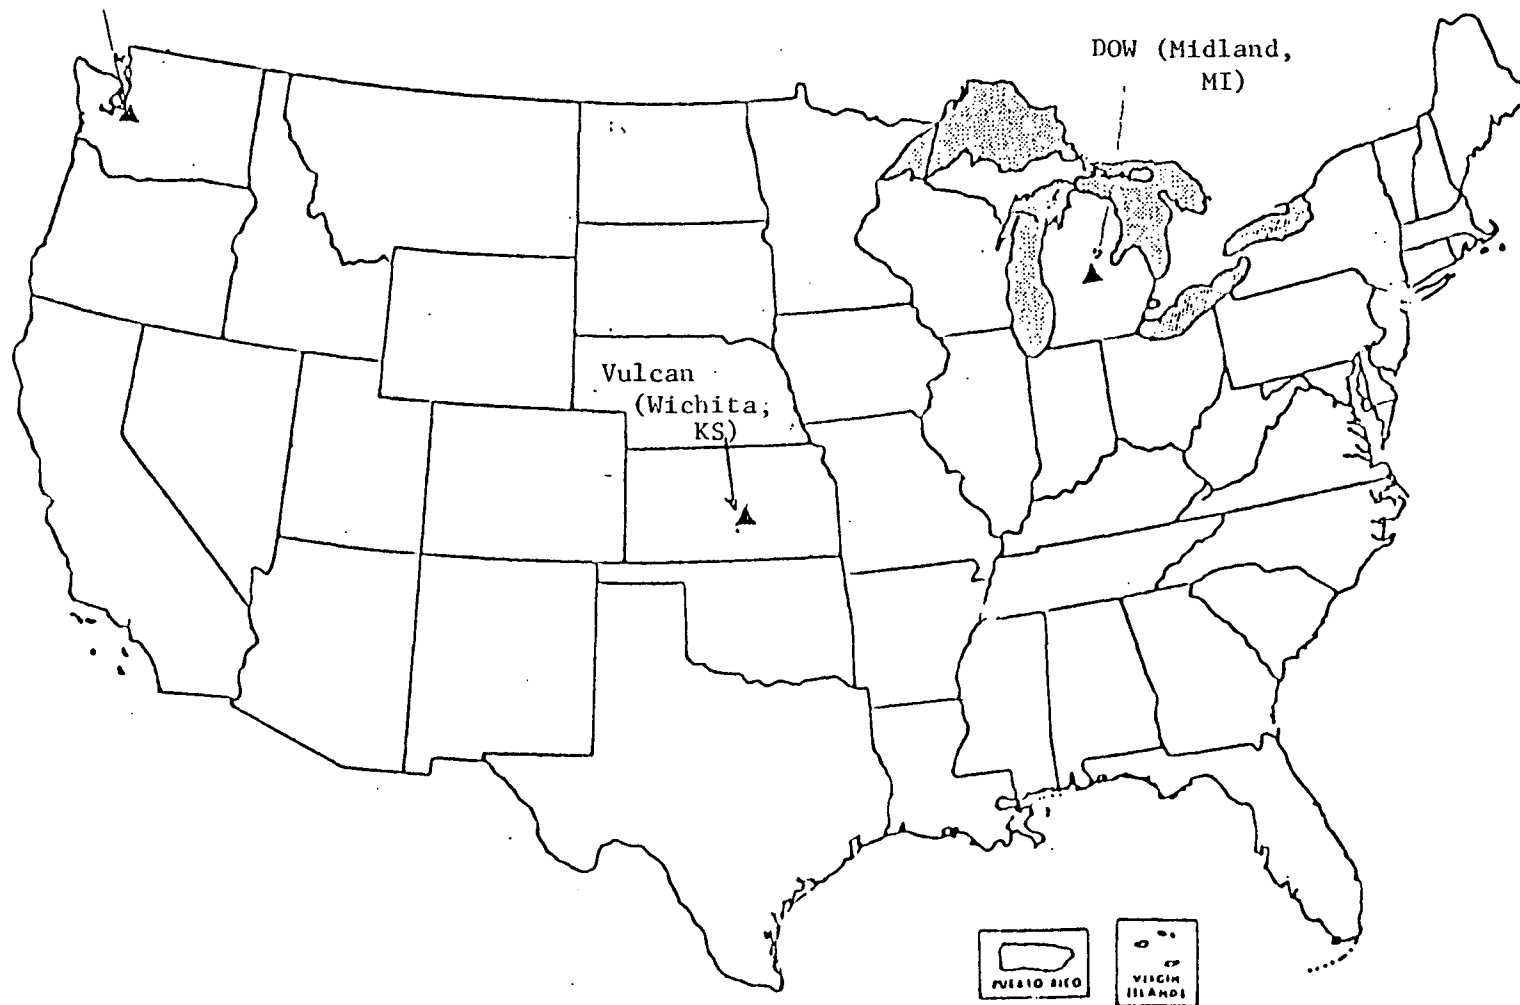 DOW (Midland,
MI)
Vulcan
(Wichita;
KS)
PUERTO RICO
VIRGIN
ISLANDS